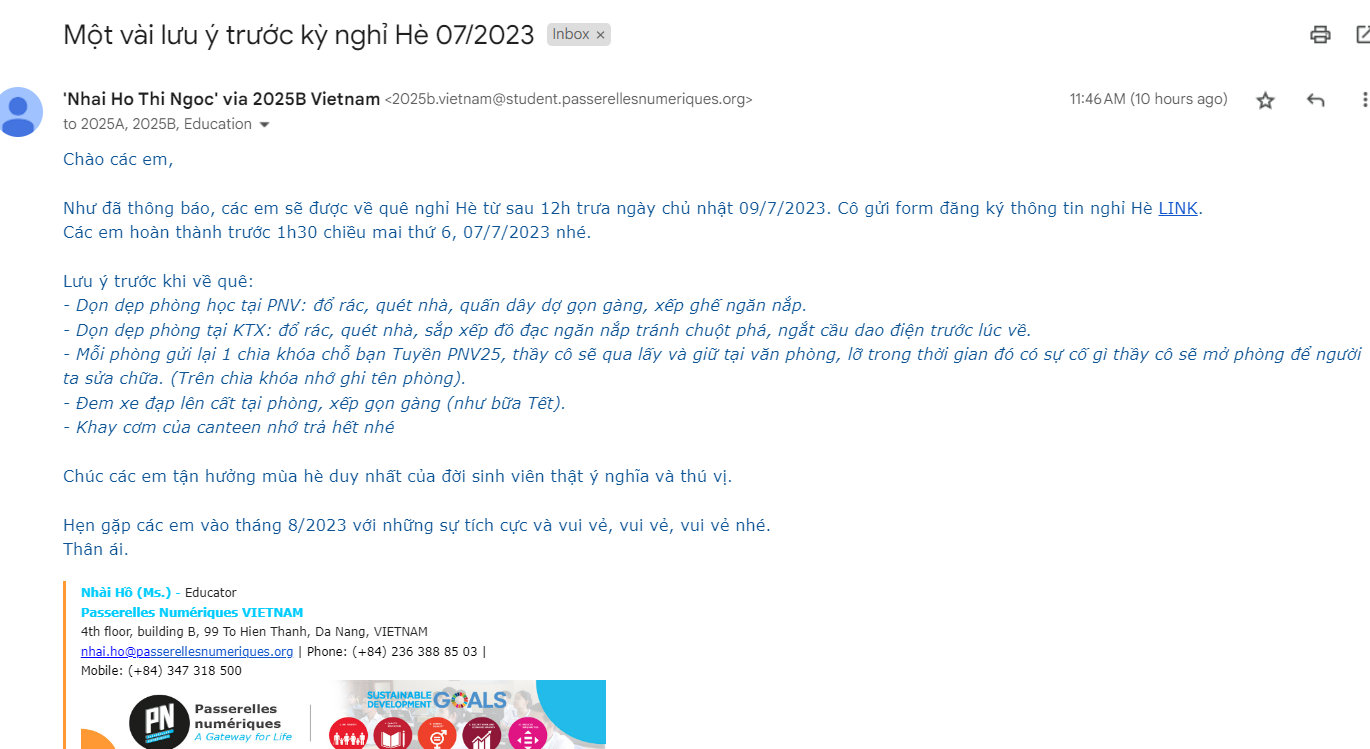 Một vài lưu ý trước kỳ nghỉ Hè 07/2023 Inbox ×
'Nhai Ho Thi Ngoc' via 2025B Vietnam <2025b.vietnam@student.passerellesnumeriques.org> 11:46 AM (10 hours ago)
to 2025A, 2025B, Education
Chào các em,
Như đã thông báo, các em sẽ được về quê nghỉ Hè từ sau 12h trưa ngày chủ nhật 09/7/2023. Cô gửi form đăng ký thông tin nghỉ Hè LINK.
Các em hoàn thành trước 1h30 chiều mai thứ 6, 07/7/2023 nhé.
Lưu ý trước khi về quê:
- Dọn dẹp phòng học tại PNV: đổ rác, quét nhà, quấn dây dợ gọn gàng, xếp ghế ngăn nắp.
- Dọn dẹp phòng tại KTX: đổ rác, quét nhà, sắp xếp đồ đạc ngăn nắp tránh chuột phá, ngắt cầu dao điện trước lúc về.
- Mỗi phòng gửi lại 1 chìa khóa chỗ bạn Tuyền PNV25, thầy cô sẽ qua lấy và giữ tại văn phòng, lỡ trong thời gian đó có sự cố gì thầy cô sẽ mở phòng để người
ta sửa chữa. (Trên chìa khóa nhớ ghi tên phòng).
- Đem xe đạp lên cất tại phòng, xếp gọn gàng (như bữa Tết).
- Khay cơm của canteen nhớ trả hết nhé
Chúc các em tận hưởng mùa hè duy nhất của đời sinh viên thật ý nghĩa và thú vị.
Hẹn gặp các em vào tháng 8/2023 với những sự tích cực và vui vẻ, vui vẻ, vui vẻ nhé.
Thân ái.
Nhài Hồ (Ms.) - Educator
Passerelles Numériques VIETNAM
4th floor, building B, 99 To Hien Thanh, Da Nang, VIETNAM
nhai.ho@passerellesnumeriques.org | Phone: (+84) 236 388 85 03 |
Mobile: (+84) 347 318 500
PN
Passerelles
numériques
A Gateway for Life
SUSTAINABLE
DEVELOPMENT GOALS